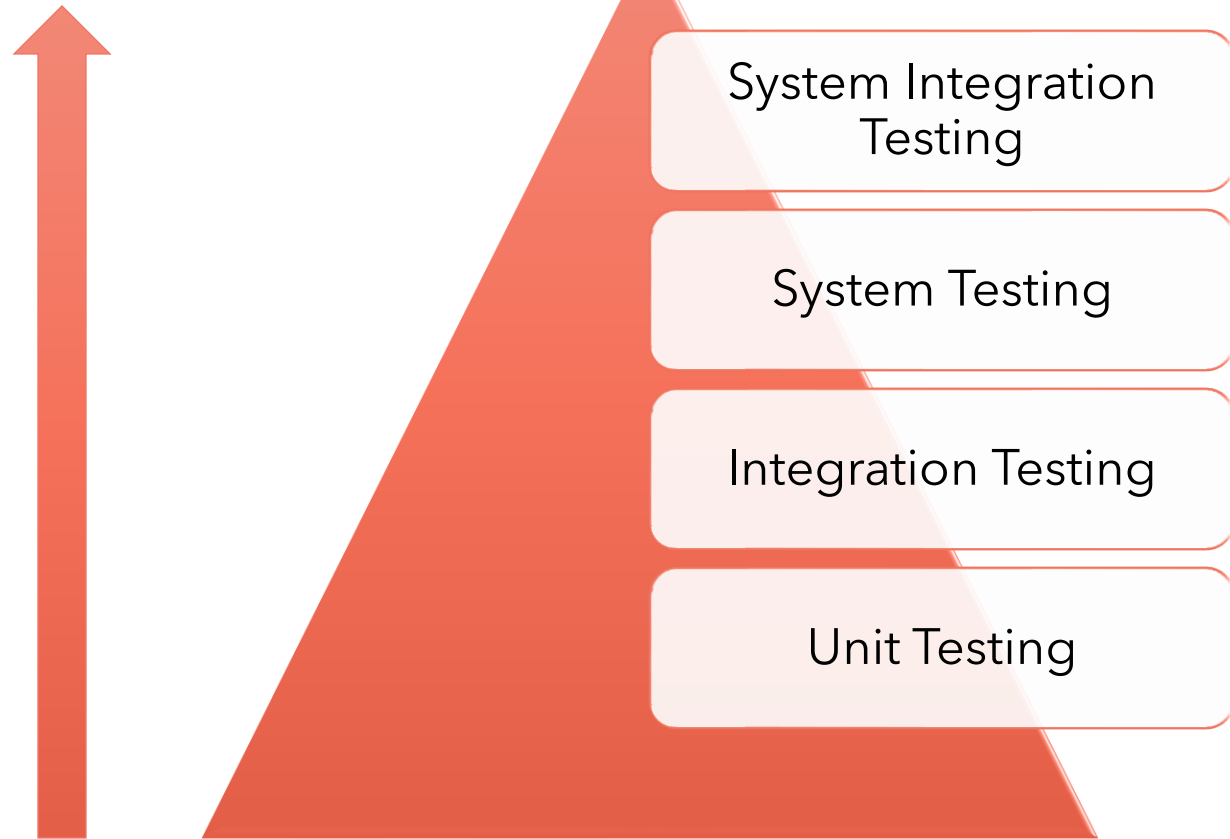 System Integration
Testing
System Testing
Integration Testing
Unit Testing